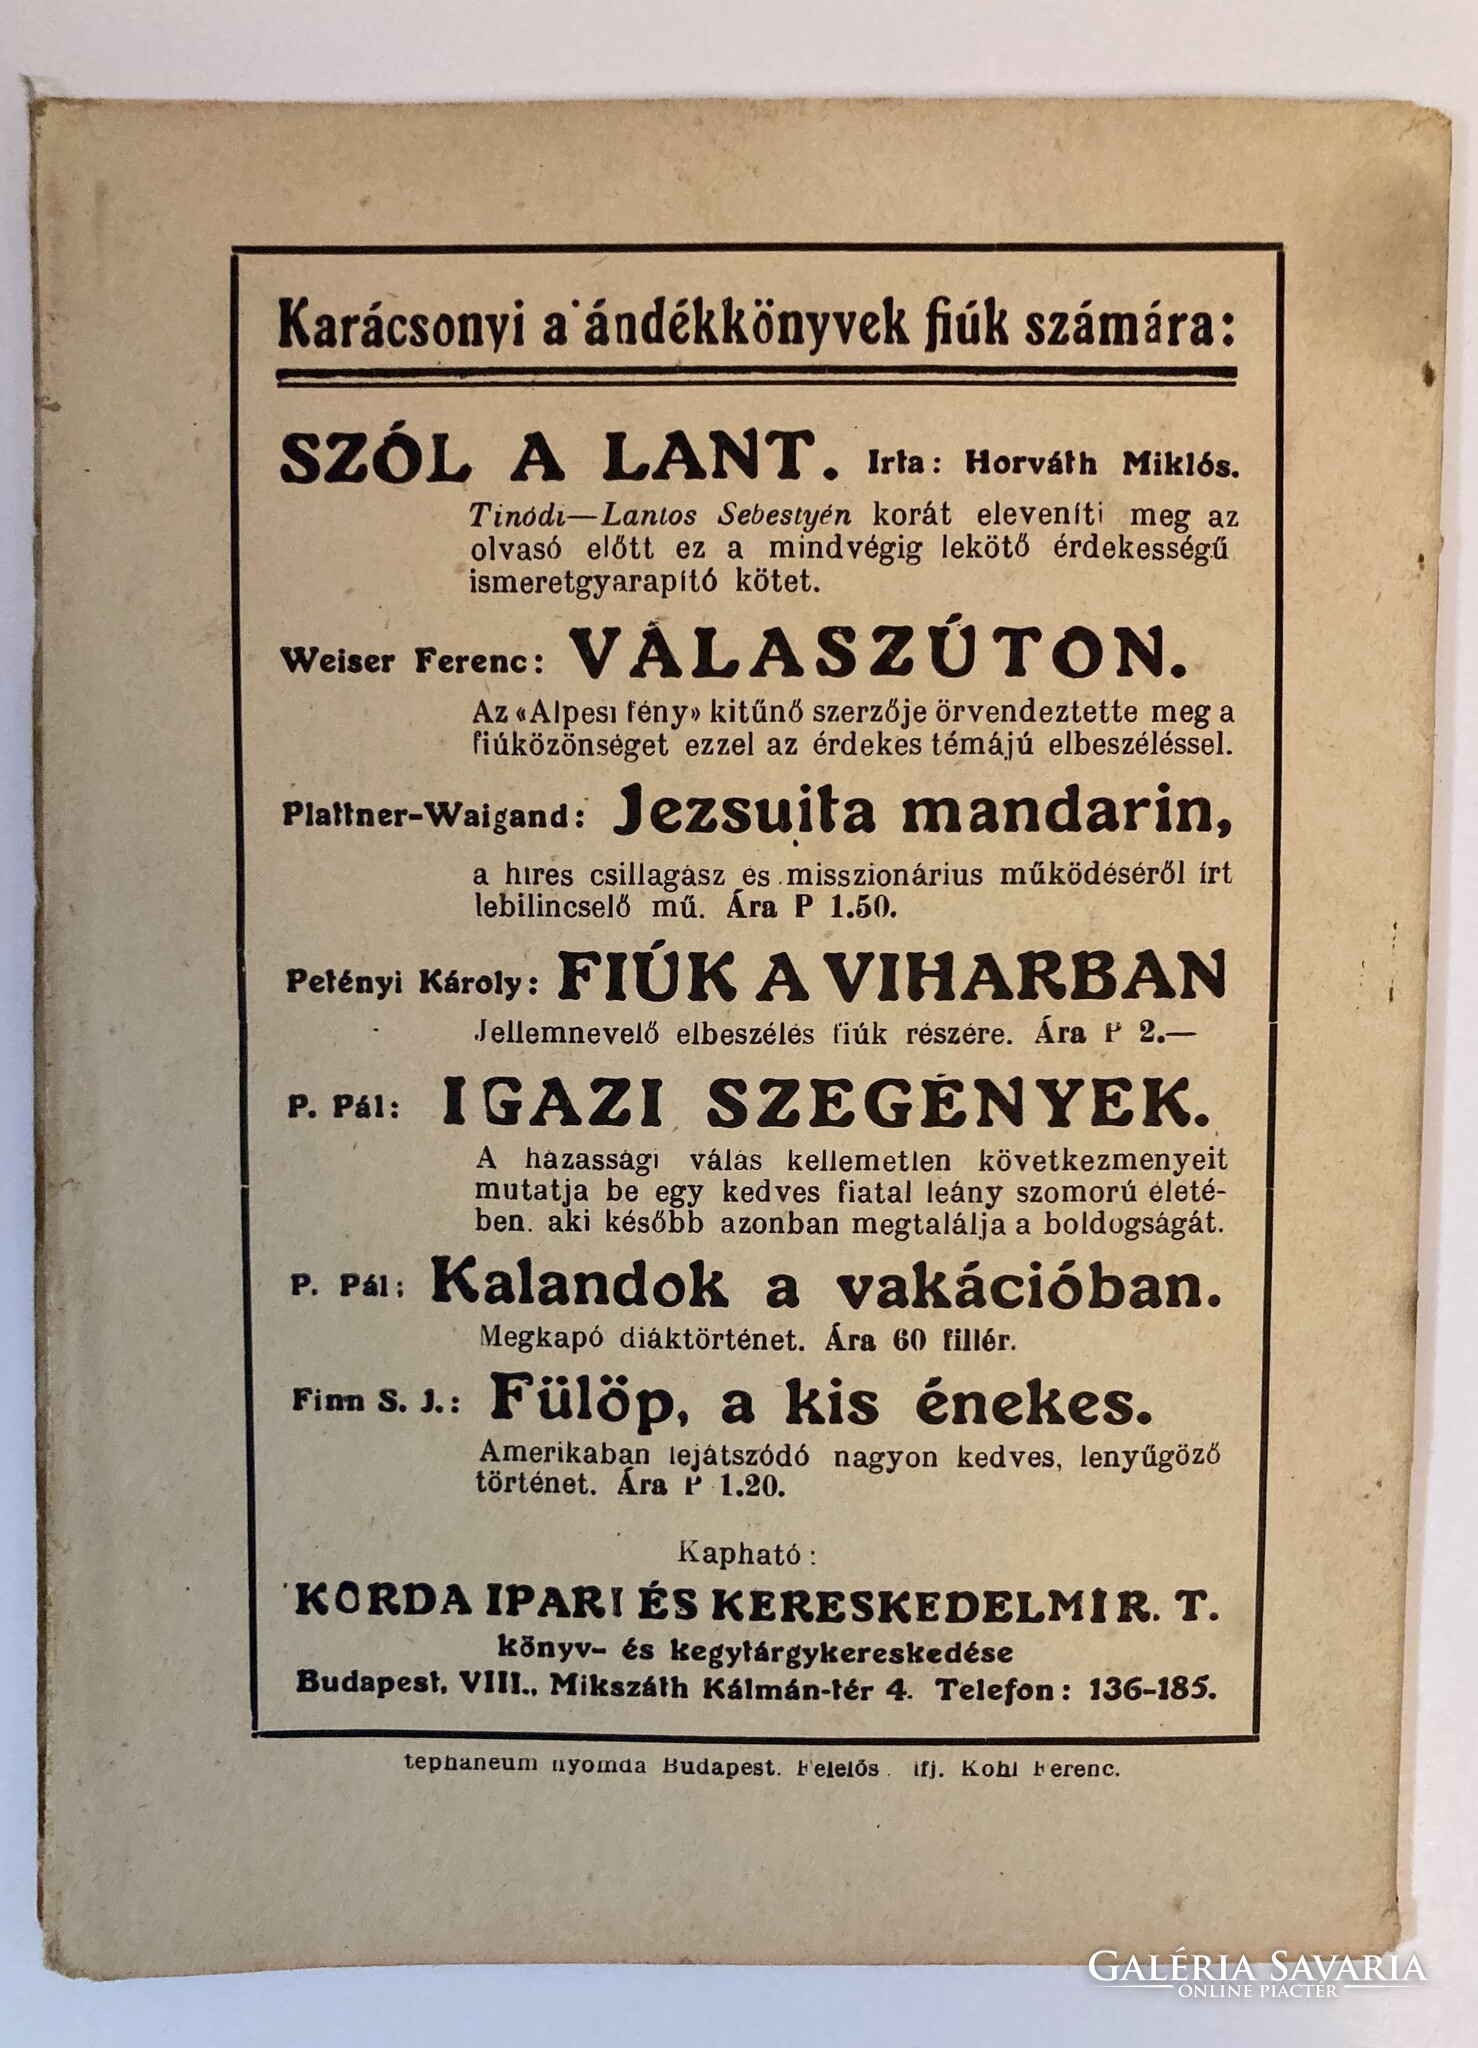 Karácsonyi a ándékkönyvek fiúk számára:
SZÓL A LANT. Irta: Horváth Miklós.
Tinódi—Lantos Sebestyén korát eleveníti meg az
olvasó előtt ez a mindvégig lekötő érdekességű
ismeretgyarapító kötet.
Weiser Ferenc: VÁLASZÚTON.
Az «Alpesi fény» kitűnő szerzője örvendeztette meg a
fiúközönséget ezzel az érdekes témájú elbeszéléssel.
Plattner-Waigand: Jezsuita mandarin,
a hires csillagász és misszionárius működéséről írt
lebilincselő mű. Ára P 1.50.
Petényi Károly: FIÚK A VIHARBAN
Jellemnevelő elbeszélés fiúk részére. Ára P 2.—
P. Pál: IGAZI SZEGÉNYEK.
A házassági válás kellemetlen következményeit
mutatja be egy kedves fiatal leány szomorú életé-
ben. aki később azonban megtalálja a boldogságát.
P. Pál: Kalandok a vakációban.
Megkapó diáktörténet. Ára 60 fillér.
Finn S. J.: Fülöp, a kis énekes.
Amerikaban lejátszódó nagyon kedves, lenyűgöző
történet. Ára P 1.20.
Kapható:
KORDA IPARI ÉS KERESKEDELMI R. T.
könyv- és kegytárgykereskedése
Budapest, VIII., Mikszáth Kálmán-tér 4. Telefon: 136-185.
tephaneum nyomda Budapest. Felelős. ifj. Kohl Ferenc.
GALÉRIA SAVARIA
ONLINE PIACTÉR